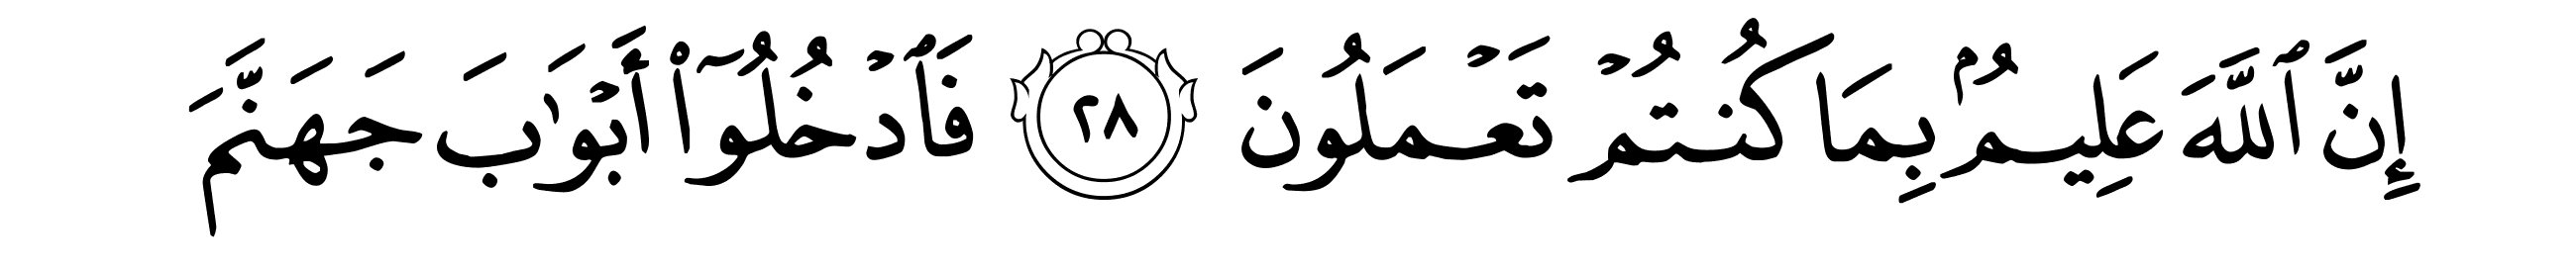 إِنَّ ٱللَّهَ عَلِيمُۢ بِمَا كُنتُمْ تَعْمَلُونَ ٢٨ فَٱدْخُلُوٓا۟ أَبْوَٰبَ جَهَنَّمَ